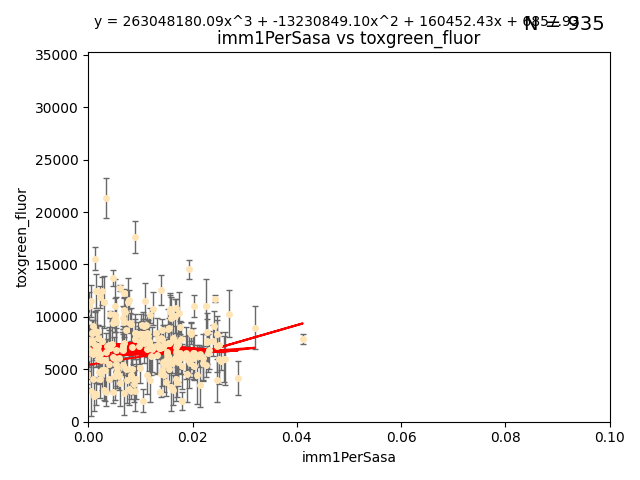 y = 263048180.09x^3 + -13230849.10x^2 + 160452.43x + 6857.93
N = 935
imm1PerSasa vs toxgreen_fluor
35000
30000
25000
20000
15000
10000
5000
0
toxgreen_fluor
0.00 0.02 0.04 0.06 0.08 0.10
imm1PerSasa